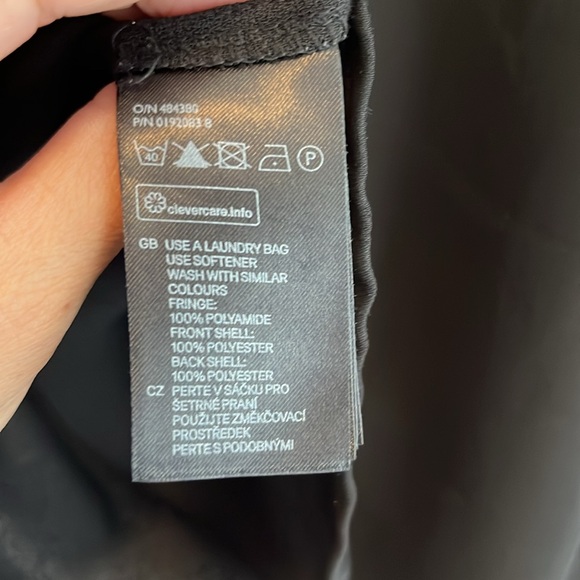 O/N 484380
P/N 0192083 8
40 P
clevercare.info
GB USE A LAUNDRY BAG
USE SOFTENER
WASH WITH SIMILAR
COLOURS
FRINGE:
100% POLYAMIDE
FRONT SHELL:
100% POLYESTER
BACK SHELL:
100% POLYESTER
CZ PERTE V SÁČKU PRO
ŠETRNÉ PRANÍ
POUŽIJTE ZMĚKČOVACÍ
PROSTŘEDEK
PERTE S PODOBNÝMI